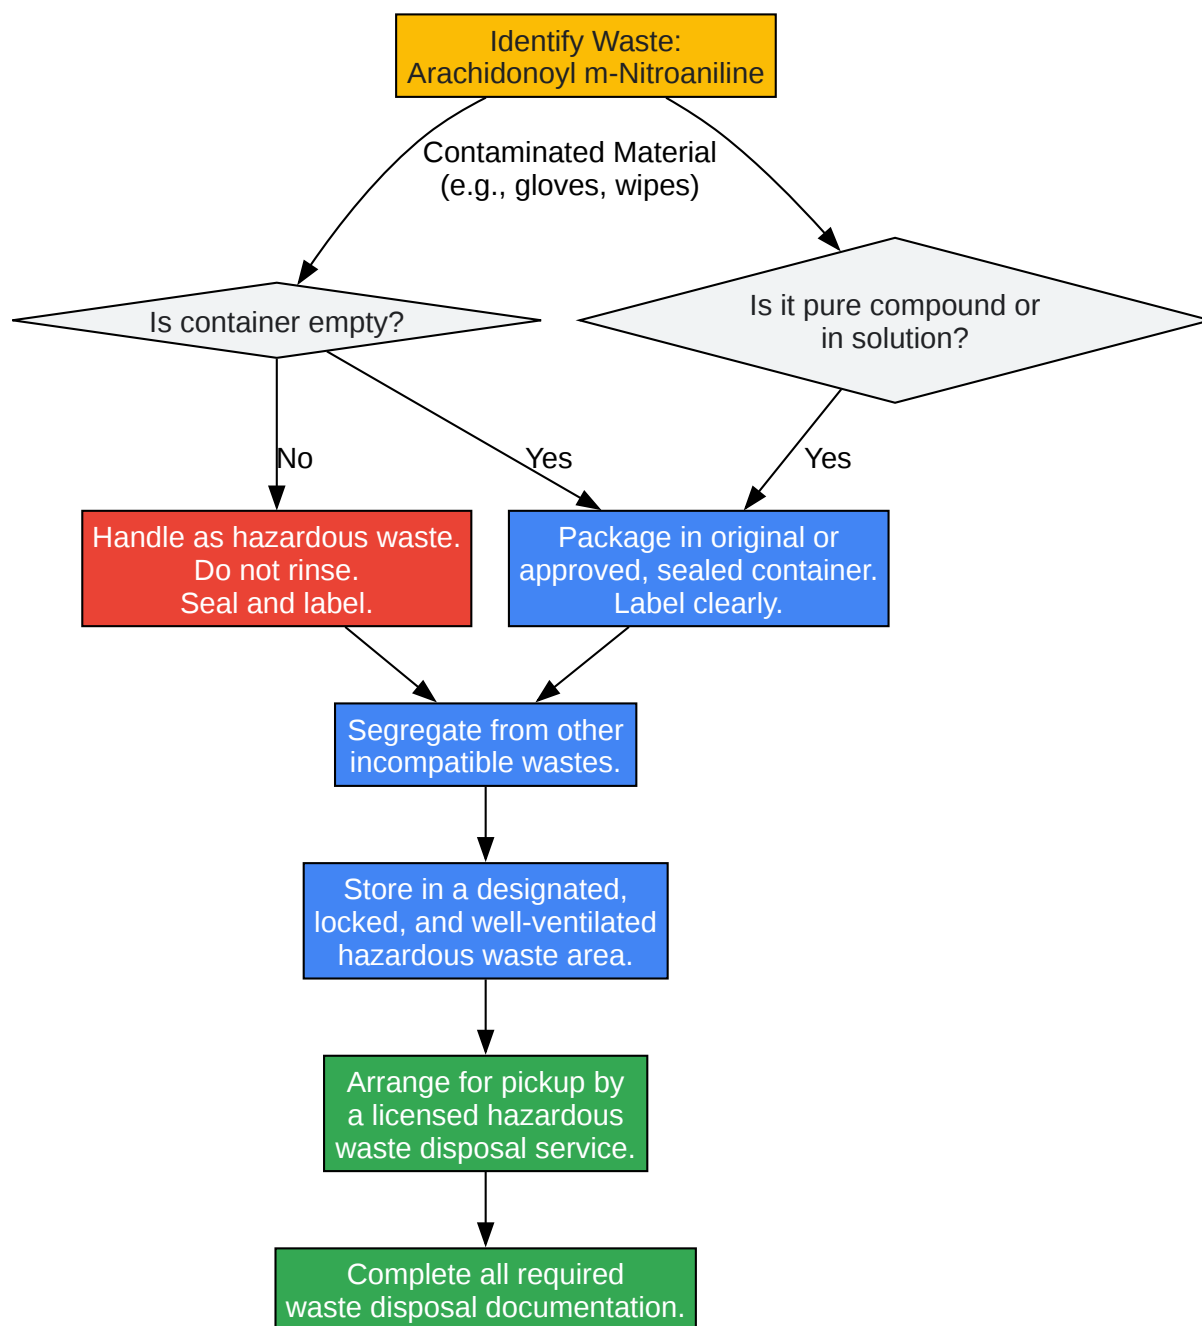 Identify Waste:
Arachidonoyl m-Nitroaniline
Contaminated Material
(e.g., gloves, wipes)
Is container empty?
Is it pure compound or
in solution?
No
Yes
Yes
Handle as hazardous waste.
Do not rinse.
Seal and label.
Package in original or
approved, sealed container.
Label clearly.
Segregate from other
incompatible wastes.
Store in a designated,
locked, and well-ventilated
hazardous waste area.
Arrange for pickup by
a licensed hazardous
waste disposal service.
Complete all required
waste disposal documentation.